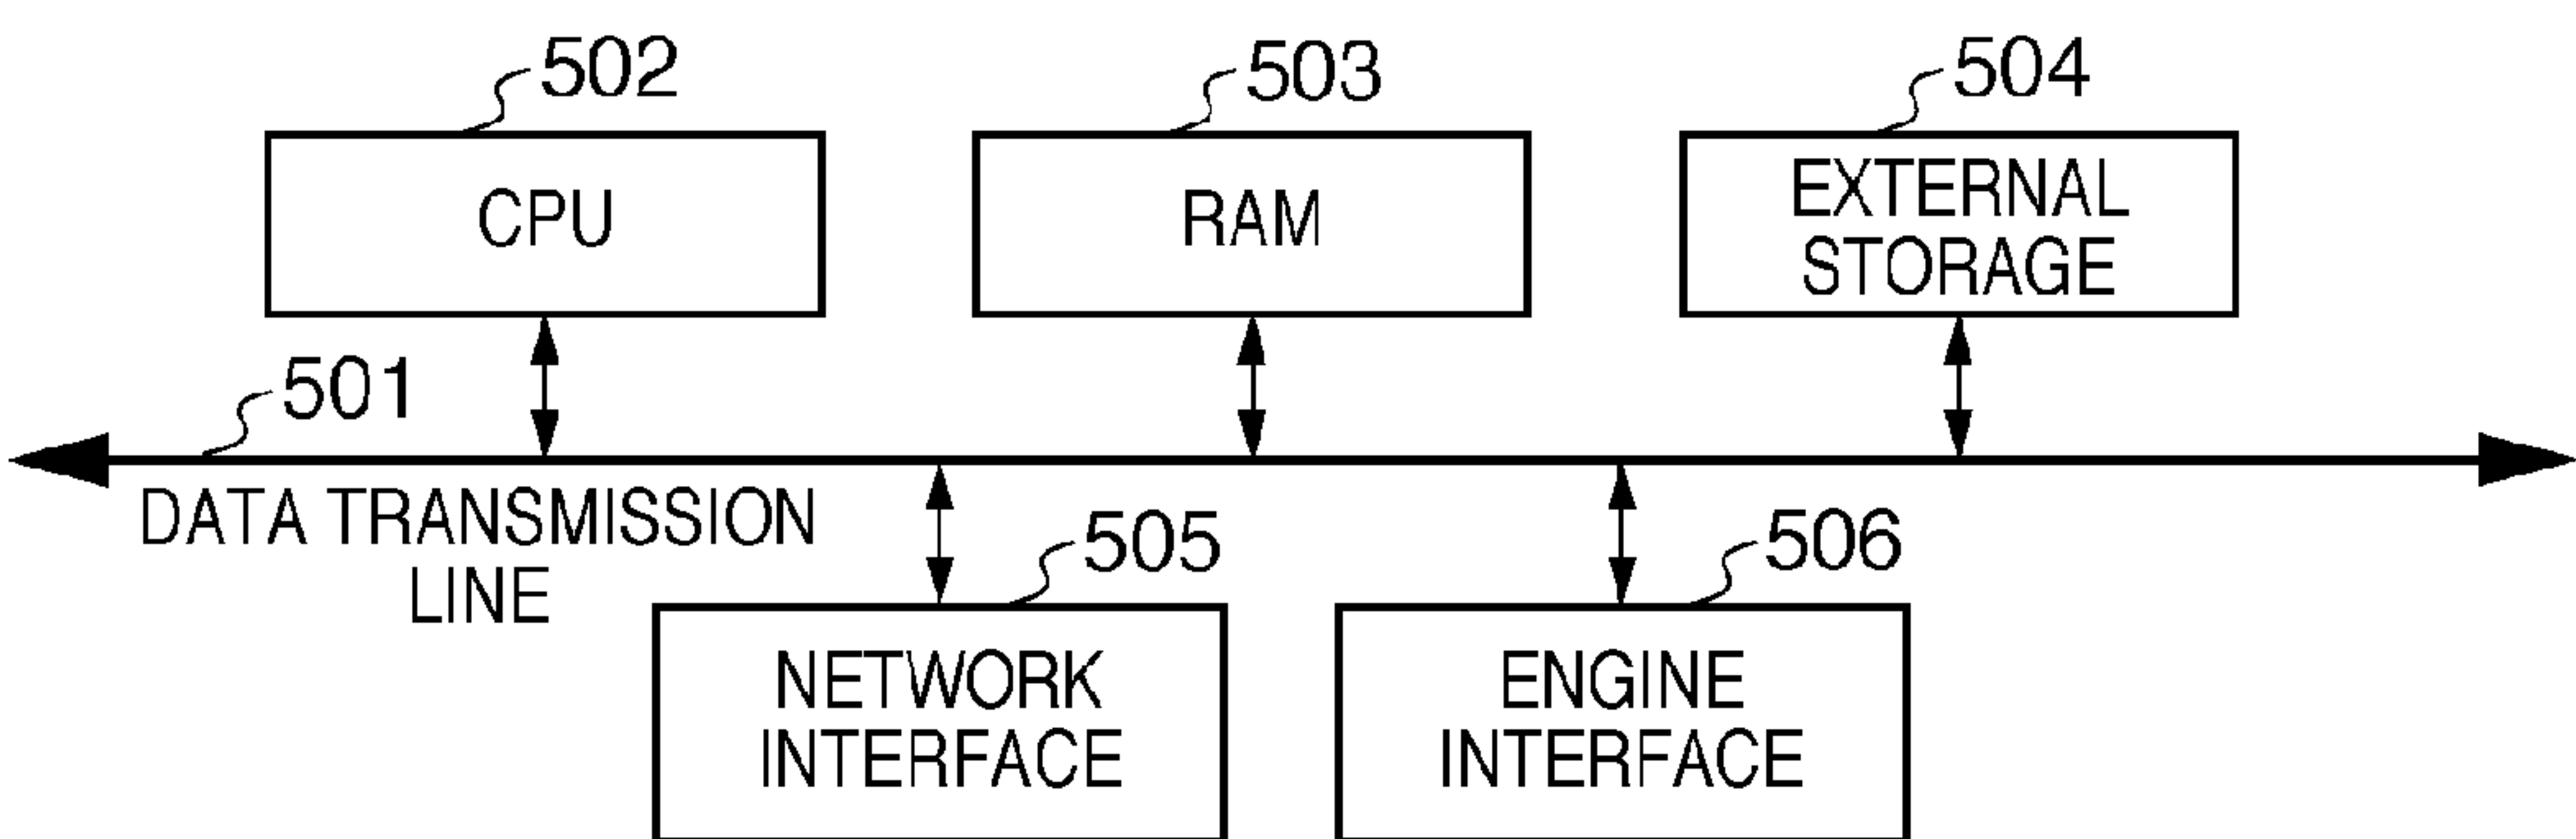 502
503
504
CPU
RAM
EXTERNAL
STORAGE
501
DATA TRANSMISSION
LINE
505
506
NETWORK
INTERFACE
ENGINE
INTERFACE